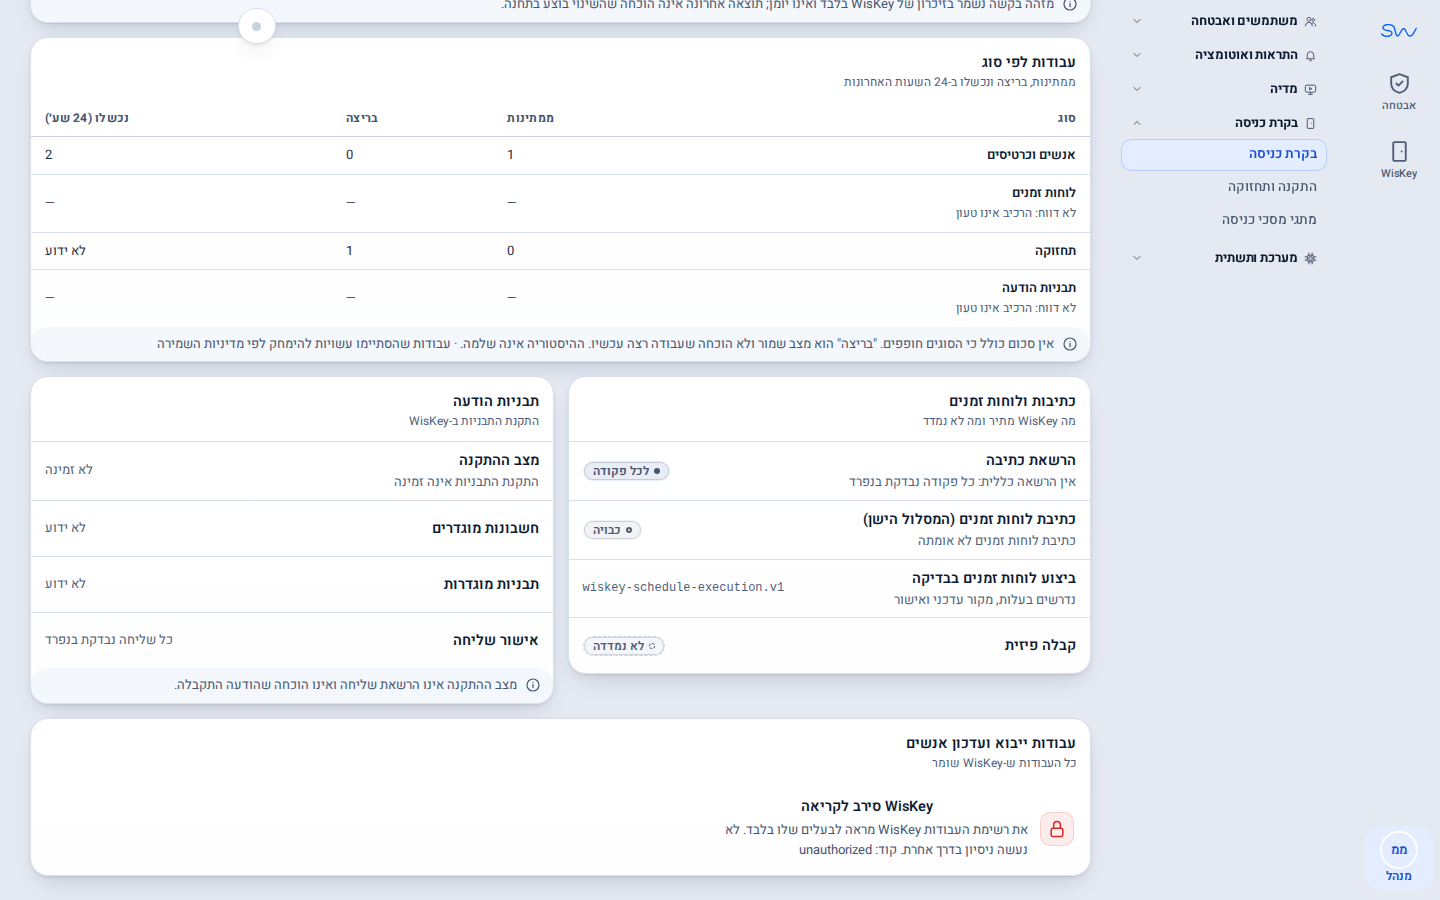 משתמשים ואבטחה
התראות ואוטומציה
מדיה
בקרת כניסה
בקרת כניסה
התקנה ותחזוקה
מתגי מסכי כניסה
מערכת ותשתית
SW
אבטחה
WisKey
ממ
מנהל
מזהה בקשה נשמר בזיכרון של WisKey בלבד ואינו יומן; תוצאה אחרונה אינה הוכחה שהשינוי בוצע בתחנה.
עבודות לפי סוג
ממתינות, בריצה ונכשלו ב-24 השעות האחרונות
סוג ממתינות בריצה נכשלו (24 שע')
אנשים וכרטיסים 1 0 2
לוחות זמנים — — —
לא דווח: הרכיב אינו טעון
תחזוקה 0 1 לא ידוע
תבניות הודעה — — —
לא דווח: הרכיב אינו טעון
אין סכום כולל כי הסוגים חופפים. "בריצה" הוא מצב שמור ולא הוכחה שעבודה רצה עכשיו. ההיסטוריה אינה שלמה. · עבודות שהסתיימו עשויות להימחק לפי מדיניות השמירה
כתיבות ולוחות זמנים
מה WisKey מתיר ומה לא נמדד
הרשאת כתיבה
אין הרשאה כללית: כל פקודה נבדקת בנפרד
לכל פקודה
כתיבת לוחות זמנים (המסלול הישן)
כתיבת לוחות זמנים לא אומתה
כבויה
ביצוע לוחות זמנים בבדיקה
נדרשים בעלות, מקור עדכני ואישור
wiskey-schedule-execution.v1
קבלה פיזית
לא נמדדה
תבניות הודעה
התקנת התבניות ב-WisKey
מצב ההתקנה
התקנת התבניות אינה זמינה
לא זמינה
חשבונות מוגדרים
לא ידוע
תבניות מוגדרות
לא ידוע
אישור שליחה
כל שליחה נבדקת בנפרד
מצב ההתקנה אינו הרשאת שליחה ואינו הוכחה שהודעה התקבלה.
עבודות ייבוא ועדכון אנשים
כל העבודות ש-WisKey שומר
WisKey סירב לקריאה
את רשימת העבודות WisKey מראה לבעלים שלו בלבד. לא
נעשה ניסיון בדרך אחרת. קוד: unauthorized